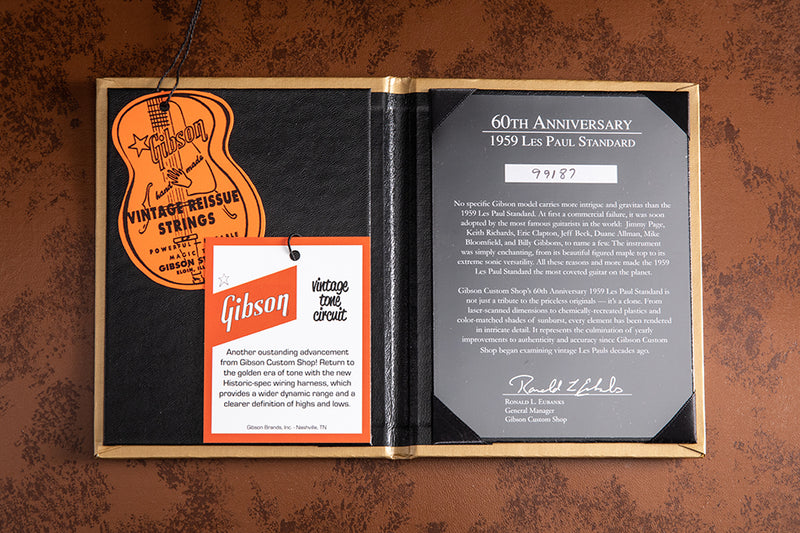 Gibson
hand made
VINTAGE REISSUE
STRINGS
POWERFUL
MAGIC
GIBSON
ELGIN,
Gibson
vintage
tone
circuit
Another oustanding advancement
from Gibson Custom Shop! Return to
the golden era of tone with the new
Historic-spec wiring harness, which
provides a wider dynamic range and a
clearer definition of highs and lows.
Gibson Brands, Inc. - Nashville, TN
60TH ANNIVERSARY
1959 LES PAUL STANDARD
99187
No specific Gibson model carries more intrigue and gravitas than the
1959 Les Paul Standard. At first a commercial failure, it was soon
adopted by the most famous guitarists in the world: Jimmy Page,
Keith Richards, Eric Clapton, Jeff Beck, Duane Allman, Mike
Bloomfield, and Billy Gibbons, to name a few. The instrument
was simply enchanting, from its beautiful figured maple top to its
extreme sonic versatility. All these reasons and more made the 1959
Les Paul Standard the most coveted guitar on the planet.
Gibson Custom Shop's 60th Anniversary 1959 Les Paul Standard is
not just a tribute to the priceless originals — it's a clone. From
laser-scanned dimensions to chemically-recreated plastics and
color-matched shades of sunburst, every element has been rendered
in intricate detail. It represents the culmination of yearly
improvements to authenticity and accuracy since Gibson Custom
Shop began examining vintage Les Pauls decades ago.
Ronald L Eubanks
RONALD L. EUBANKS
General Manager
Gibson Custom Shop